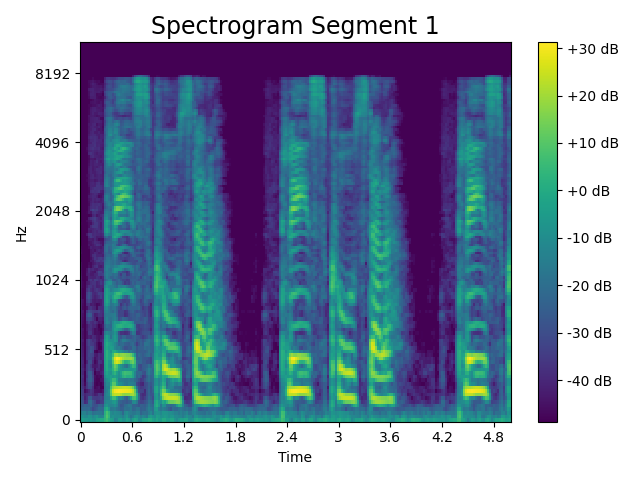 Spectrogram Segment 1
8192
4096
2048
1024
512
0
Hz
0
0.6
1.2
1.8
2.4
3
3.6
4.2
4.8
Time
+30 dB
+20 dB
+10 dB
+0 dB
-10 dB
-20 dB
-30 dB
-40 dB